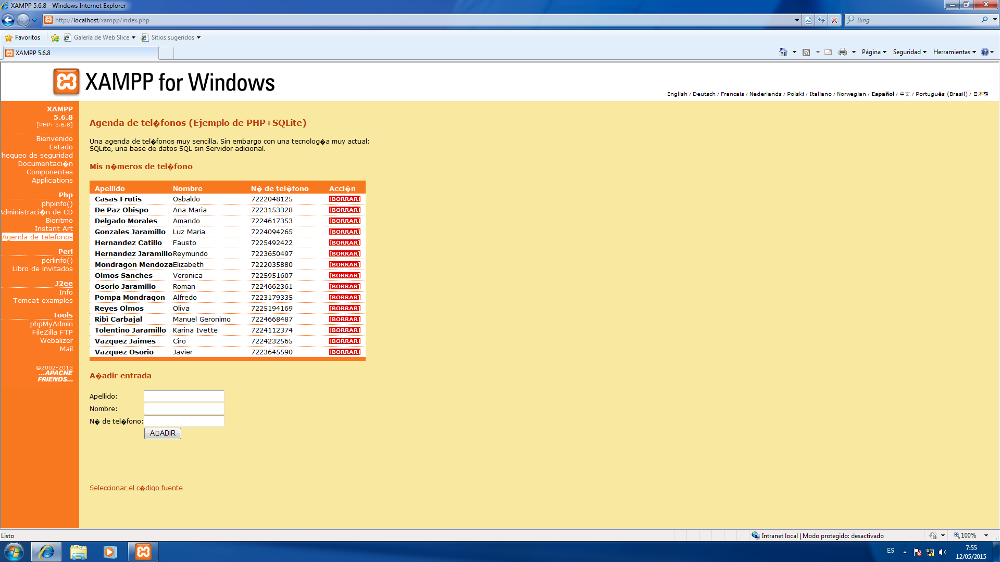 XAMPP 5.6.8 - Windows Internet Explorer
http://localhost/xampp/index.php
Bing
Favoritos
Galería de Web Slice
Sitios sugeridos
XAMPP 5.6.8
Página
Seguridad
Herramientas
XAMPP for Windows
English / Deutsch / Francais / Nederlands / Polski / Italiano / Norwegian / Español / 中文 / Português (Brasil) / 日本語
XAMPP
5.6.8
[PHP: 5.6.8]
Bienvenido
Estado
hequeo de seguridad
Documentaci�n
Componentes
Applications
Php
phpinfo()
Administraci�n de CD
Bioritmo
Instant Art
Agenda de telefonos
Perl
perlinfo()
Libro de invitados
J2ee
Info
Tomcat examples
Tools
phpMyAdmin
FileZilla FTP
Webalizer
Mail
©2002-2015
...APACHE
FRIENDS...
Agenda de tel�fonos (Ejemplo de PHP+SQLite)
Una agenda de tel�fonos muy sencilla. Sin embargo con una tecnolog�a muy actual:
SQLite, una base de datos SQL sin Servidor adicional.
Mis n�meros de tel�fono
Apellido Nombre N� de tel�fono Acci�n
Casas Frutis Osbaldo 7222048125 [BORRAR]
De Paz Obispo Ana Maria 7223153328 [BORRAR]
Delgado Morales Amando 7224617353 [BORRAR]
Gonzales Jaramillo Luz Maria 7224094265 [BORRAR]
Hernandez Catillo Fausto 7225492422 [BORRAR]
Hernandez Jaramillo Reymundo 7223650497 [BORRAR]
Mondragon Mendoza Elizabeth 7222035880 [BORRAR]
Olmos Sanches Veronica 7225951607 [BORRAR]
Osorio Jaramillo Roman 7224662361 [BORRAR]
Pompa Mondragon Alfredo 7223179335 [BORRAR]
Reyes Olmos Oliva 7225194169 [BORRAR]
Ribì Carbajal Manuel Geronimo 7224668487 [BORRAR]
Tolentino Jaramillo Karina Ivette 7224112374 [BORRAR]
Vazquez Jaimes Ciro 7224232565 [BORRAR]
Vazquez Osorio Javier 7223645590 [BORRAR]
A�adir entrada
Apellido:
Nombre:
N� de tel�fono:
A▯ADIR
Seleccionar el c�digo fuente
Listo
Intranet local | Modo protegido: desactivado
100%
ES
7:55
12/05/2015